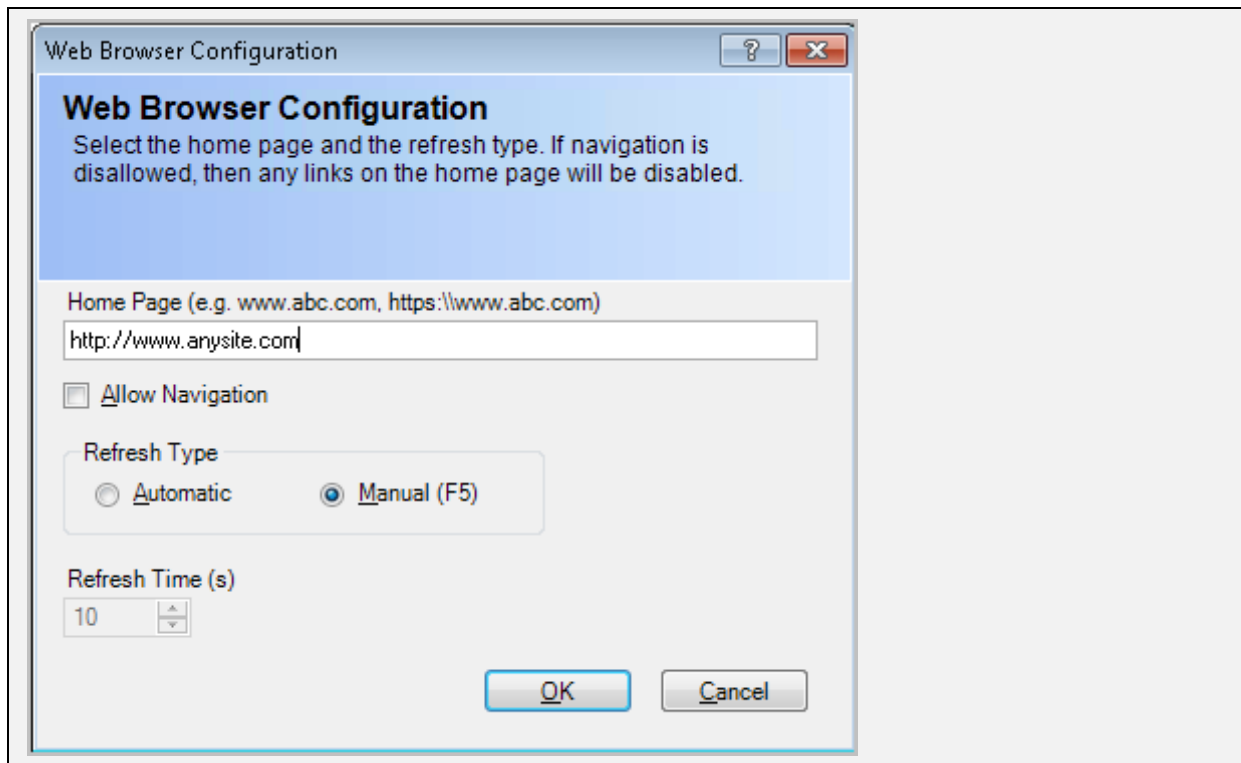 Web Browser Configuration
Web Browser Configuration
Select the home page and the refresh type. If navigation is
disallowed, then any links on the home page will be disabled.
Home Page (e.g. www.abc.com, https:\\www.abc.com)
http://www.anysite.com
Allow Navigation
Refresh Type
Automatic Manual (F5)
Refresh Time (s)
10
OK Cancel